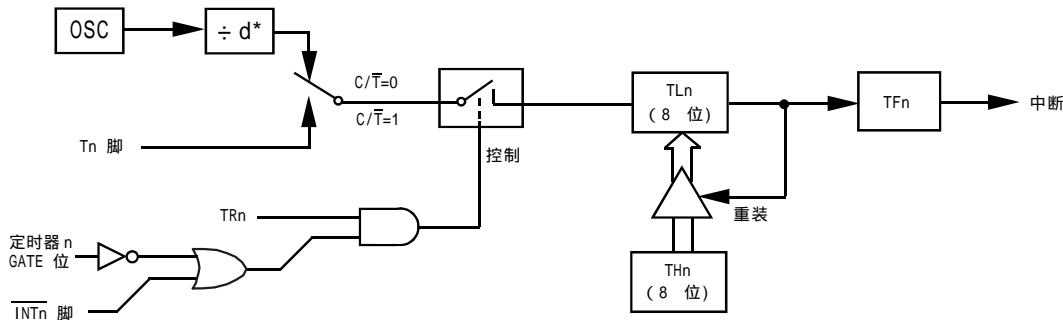 OSC
÷ d*
C/T̅=0
C/T̅=1
Tn 脚
控制
TLn
(8 位)
TFn
中断
重装
TRn
定时器 n
GATE 位
I̅N̅T̅n̅ 脚
THn
(8 位)